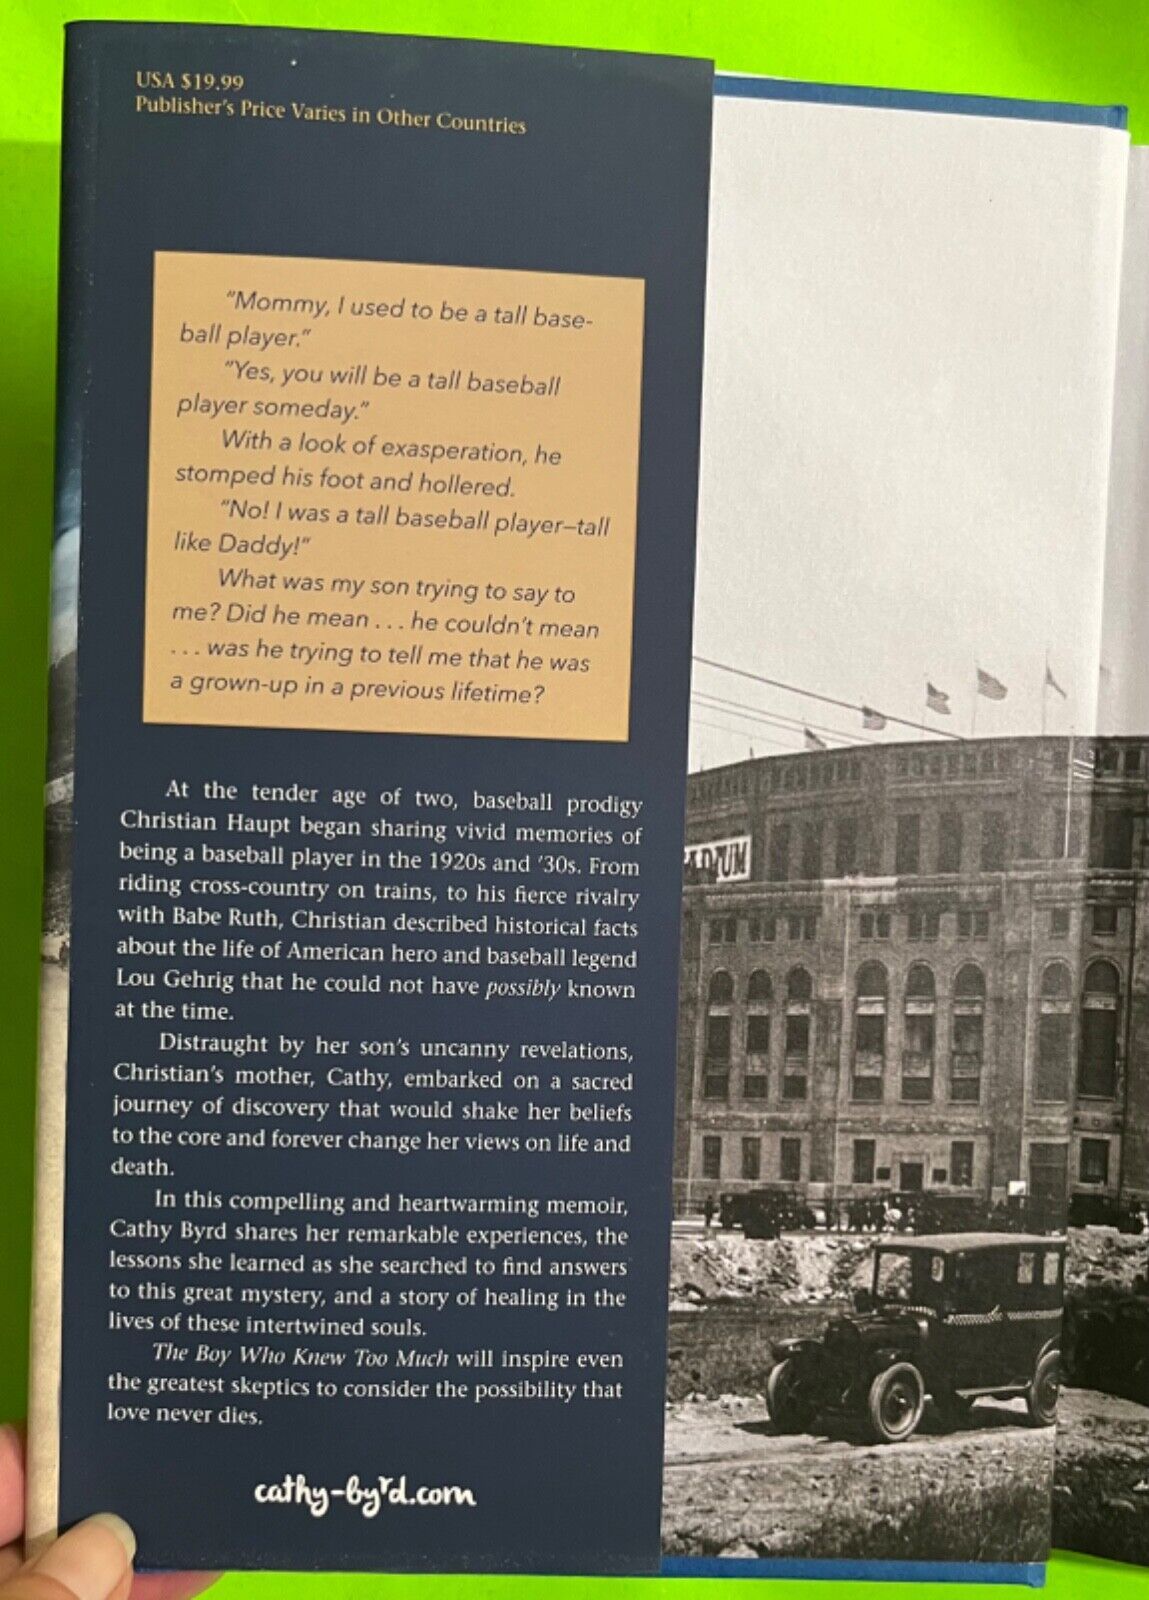 USA $19.99
Publisher's Price Varies in Other Countries
"Mommy, I used to be a tall base-
ball player."
"Yes, you will be a tall baseball
player someday."
With a look of exasperation, he
stomped his foot and hollered.
"No! I was a tall baseball player—tall
like Daddy!"
What was my son trying to say to
me? Did he mean . . . he couldn't mean
. . . was he trying to tell me that he was
a grown-up in a previous lifetime?
At the tender age of two, baseball prodigy
Christian Haupt began sharing vivid memories of
being a baseball player in the 1920s and '30s. From
riding cross-country on trains, to his fierce rivalry
with Babe Ruth, Christian described historical facts
about the life of American hero and baseball legend
Lou Gehrig that he could not have possibly known
at the time.
Distraught by her son's uncanny revelations,
Christian's mother, Cathy, embarked on a sacred
journey of discovery that would shake her beliefs
to the core and forever change her views on life and
death.
In this compelling and heartwarming memoir,
Cathy Byrd shares her remarkable experiences, the
lessons she learned as she searched to find answers
to this great mystery, and a story of healing in the
lives of these intertwined souls.
The Boy Who Knew Too Much will inspire even
the greatest skeptics to consider the possibility that
love never dies.
cathy-byrd.com